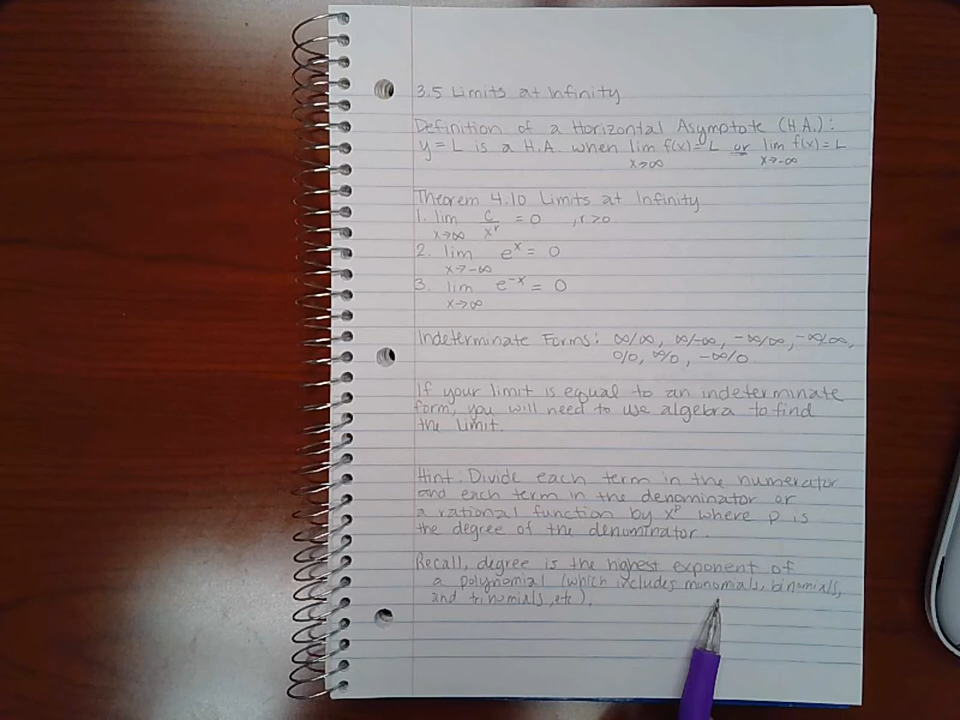 3.5 Limits at Infinity
Definition of a Horizontal Asymptote (H.A.):
y = L is a H.A. when lim f(x) = L or lim f(x) = L
x→∞ x→-∞
Theorem 4.10 Limits at Infinity
1. lim c/x^r = 0 , r>0
x→∞
2. lim e^x = 0
x→-∞
3. lim e^-x = 0
x→∞
Indeterminate Forms: ∞/∞, ∞/-∞, -∞/∞, -∞/-∞,
0/0, ∞/0, -∞/0
If your limit is equal to an indeterminate
form, you will need to use algebra to find
the limit.
Hint: Divide each term in the numerator
and each term in the denominator or
a rational function by x^p where p is
the degree of the denominator.
Recall, degree is the highest exponent of
a polynomial (which includes monomials, binomials,
and trinomials, etc).